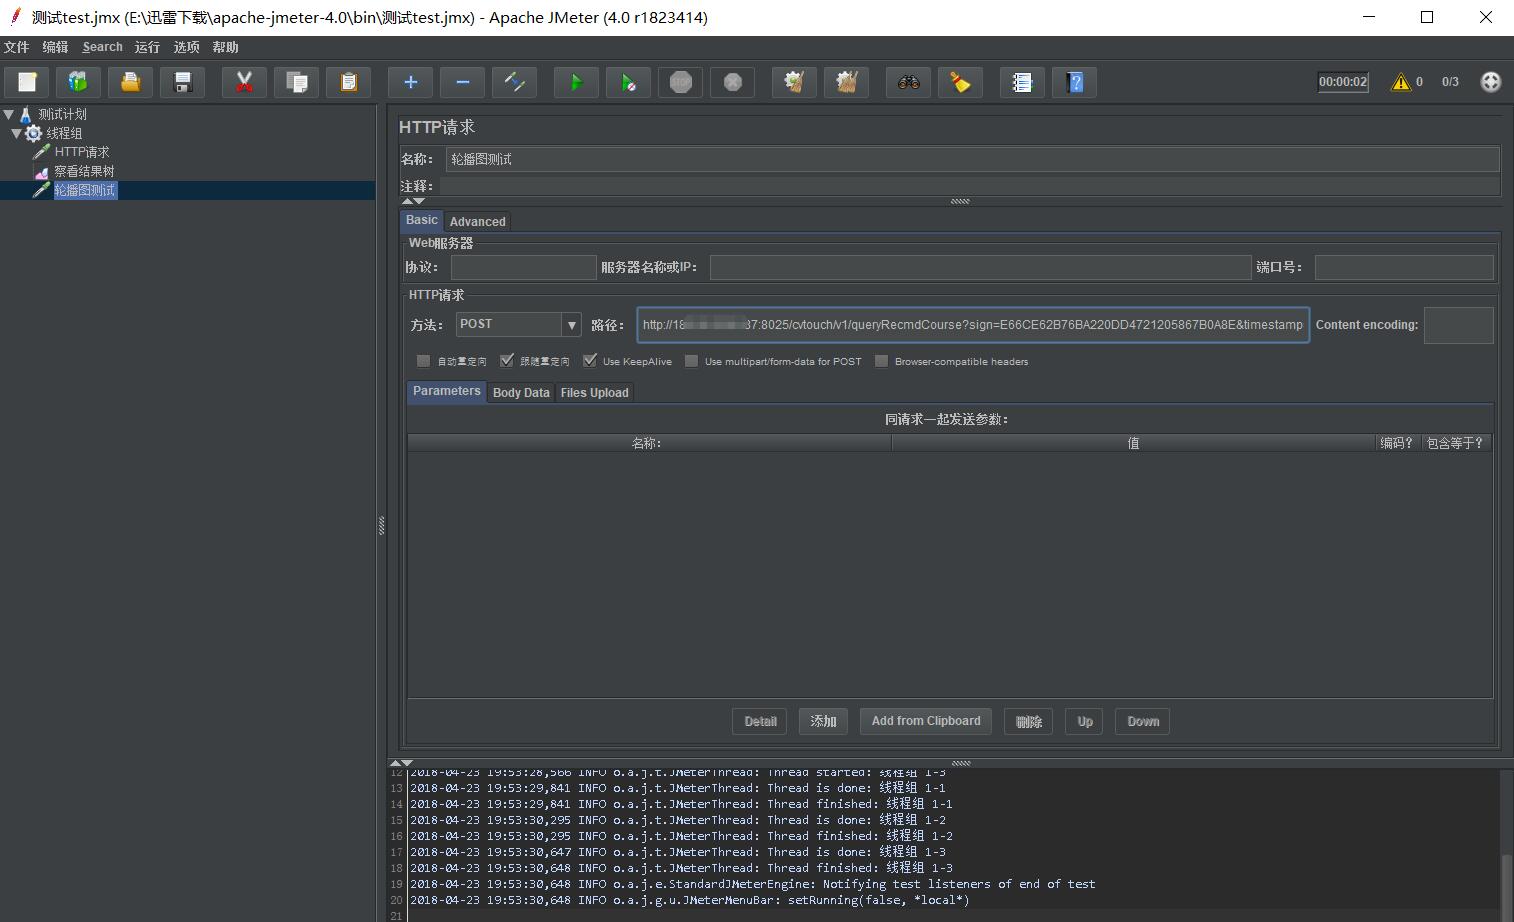 测试test.jmx (E:\迅雷下载\apache-jmeter-4.0\bin\测试test.jmx) - Apache JMeter (4.0 r1823414)
文件 编辑 Search 运行 选项 帮助
STOP 00:00:02 0 0/3
测试计划
线程组
HTTP请求
察看结果树
轮播图测试
HTTP请求
名称： 轮播图测试
注释：
Basic Advanced
Web服务器
协议： 服务器名称或IP： 端口号：
HTTP请求
方法： POST 路径： http://18 37:8025/cvtouch/v1/queryRecmdCourse?sign=E66CE62B76BA220DD4721205867B0A8E&timestamp Content encoding:
自动重定向 跟随重定向 Use KeepAlive Use multipart/form-data for POST Browser-compatible headers
Parameters Body Data Files Upload
同请求一起发送参数：
名称： 值 编码？ 包含等于？
Detail 添加 Add from Clipboard 删除 Up Down
12 2018-04-23 19:53:28,566 INFO o.a.j.t.JMeterThread: Thread started: 线程组 1-3
13 2018-04-23 19:53:29,841 INFO o.a.j.t.JMeterThread: Thread is done: 线程组 1-1
14 2018-04-23 19:53:29,841 INFO o.a.j.t.JMeterThread: Thread finished: 线程组 1-1
15 2018-04-23 19:53:30,295 INFO o.a.j.t.JMeterThread: Thread is done: 线程组 1-2
16 2018-04-23 19:53:30,295 INFO o.a.j.t.JMeterThread: Thread finished: 线程组 1-2
17 2018-04-23 19:53:30,647 INFO o.a.j.t.JMeterThread: Thread is done: 线程组 1-3
18 2018-04-23 19:53:30,648 INFO o.a.j.t.JMeterThread: Thread finished: 线程组 1-3
19 2018-04-23 19:53:30,648 INFO o.a.j.e.StandardJMeterEngine: Notifying test listeners of end of test
20 2018-04-23 19:53:30,648 INFO o.a.j.g.u.JMeterMenuBar: setRunning(false, *local*)
21